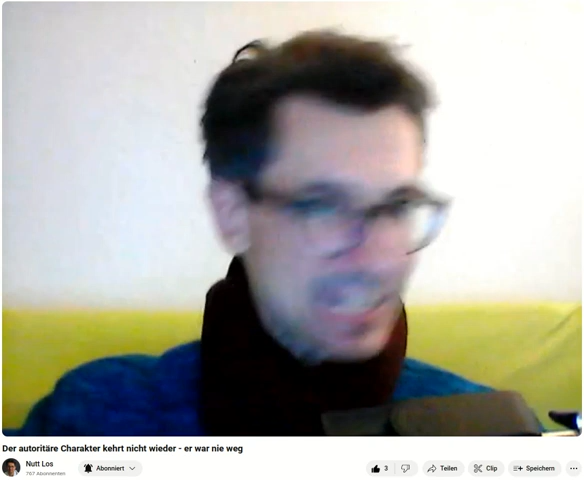 Der autoritäre Charakter kehrt nicht wieder - er war nie weg
Nutt Los
767 Abonnenten
Abonniert
3
Teilen
Clip
Speichern